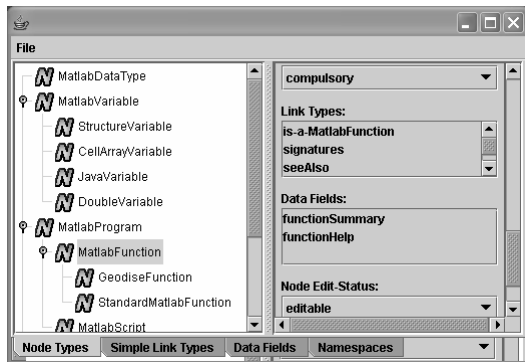 File
MatlabDataType
MatlabVariable
StructureVariable
CellArrayVariable
JavaVariable
DoubleVariable
MatlabProgram
MatlabFunction
GeodiseFunction
StandardMatlabFunction
MatlabScript
compulsory
Link Types:
is-a-MatlabFunction
signatures
seeAlso
Data Fields:
functionSummary
functionHelp
Node Edit-Status:
editable
Node Types Simple Link Types Data Fields Namespaces